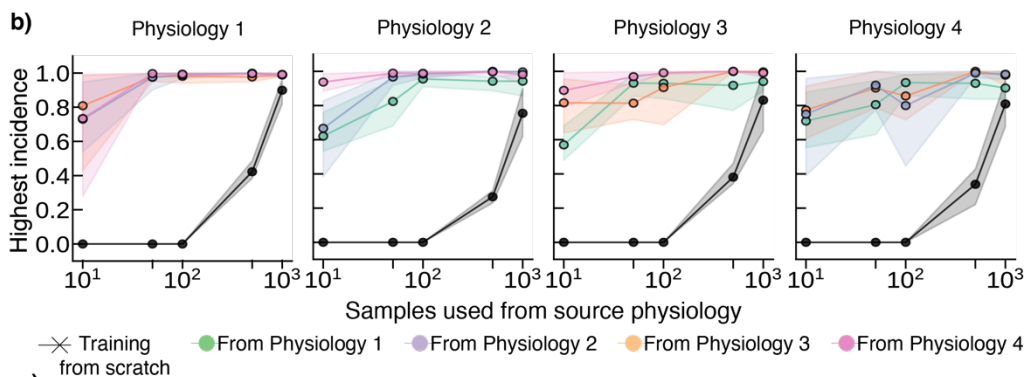 b)
Physiology 1
Physiology 2
Physiology 3
Physiology 4
Highest incidence
1.0
0.8
0.6
0.4
0.2
0.0
10¹ 10² 10³
10¹ 10² 10³
10¹ 10² 10³
10¹ 10² 10³
Samples used from source physiology
Training from scratch
From Physiology 1
From Physiology 2
From Physiology 3
From Physiology 4